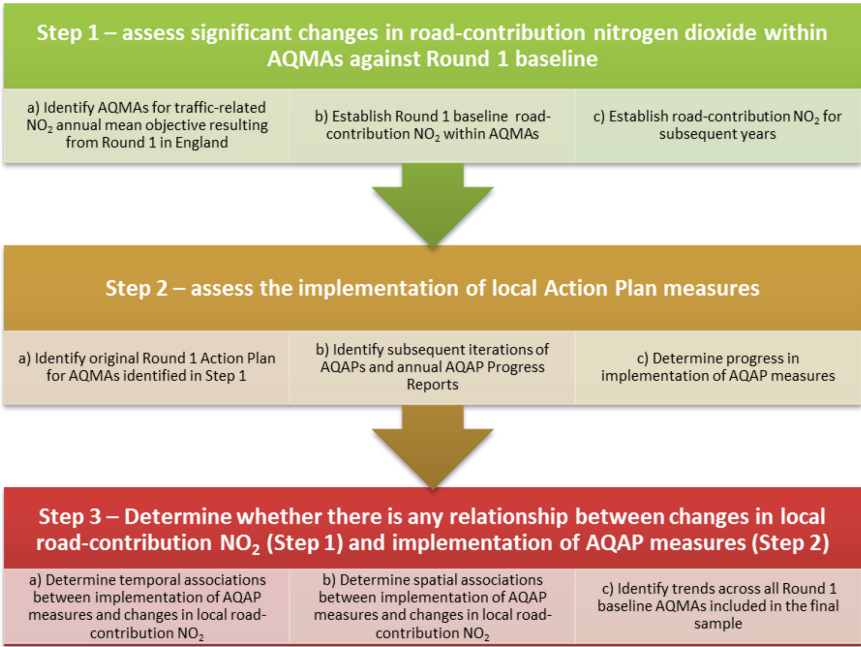 Step 1 – assess significant changes in road-contribution nitrogen dioxide within
AQMAs against Round 1 baseline
a) Identify AQMAs for traffic-related
NO₂ annual mean objective resulting
from Round 1 in England
b) Establish Round 1 baseline road-
contribution NO₂ within AQMAs
c) Establish road-contribution NO₂ for
subsequent years
Step 2 – assess the implementation of local Action Plan measures
a) Identify original Round 1 Action Plan
for AQMAs identified in Step 1
b) Identify subsequent iterations of
AQAPs and annual AQAP Progress
Reports
c) Determine progress in
implementation of AQAP measures
Step 3 – Determine whether there is any relationship between changes in local
road-contribution NO₂ (Step 1) and implementation of AQAP measures (Step 2)
a) Determine temporal associations
between implementation of AQAP
measures and changes in local road-
contribution NO₂
b) Determine spatial associations
between implementation of AQAP
measures and changes in local road-
contribution NO₂
c) Identify trends across all Round 1
baseline AQMAs included in the final
sample